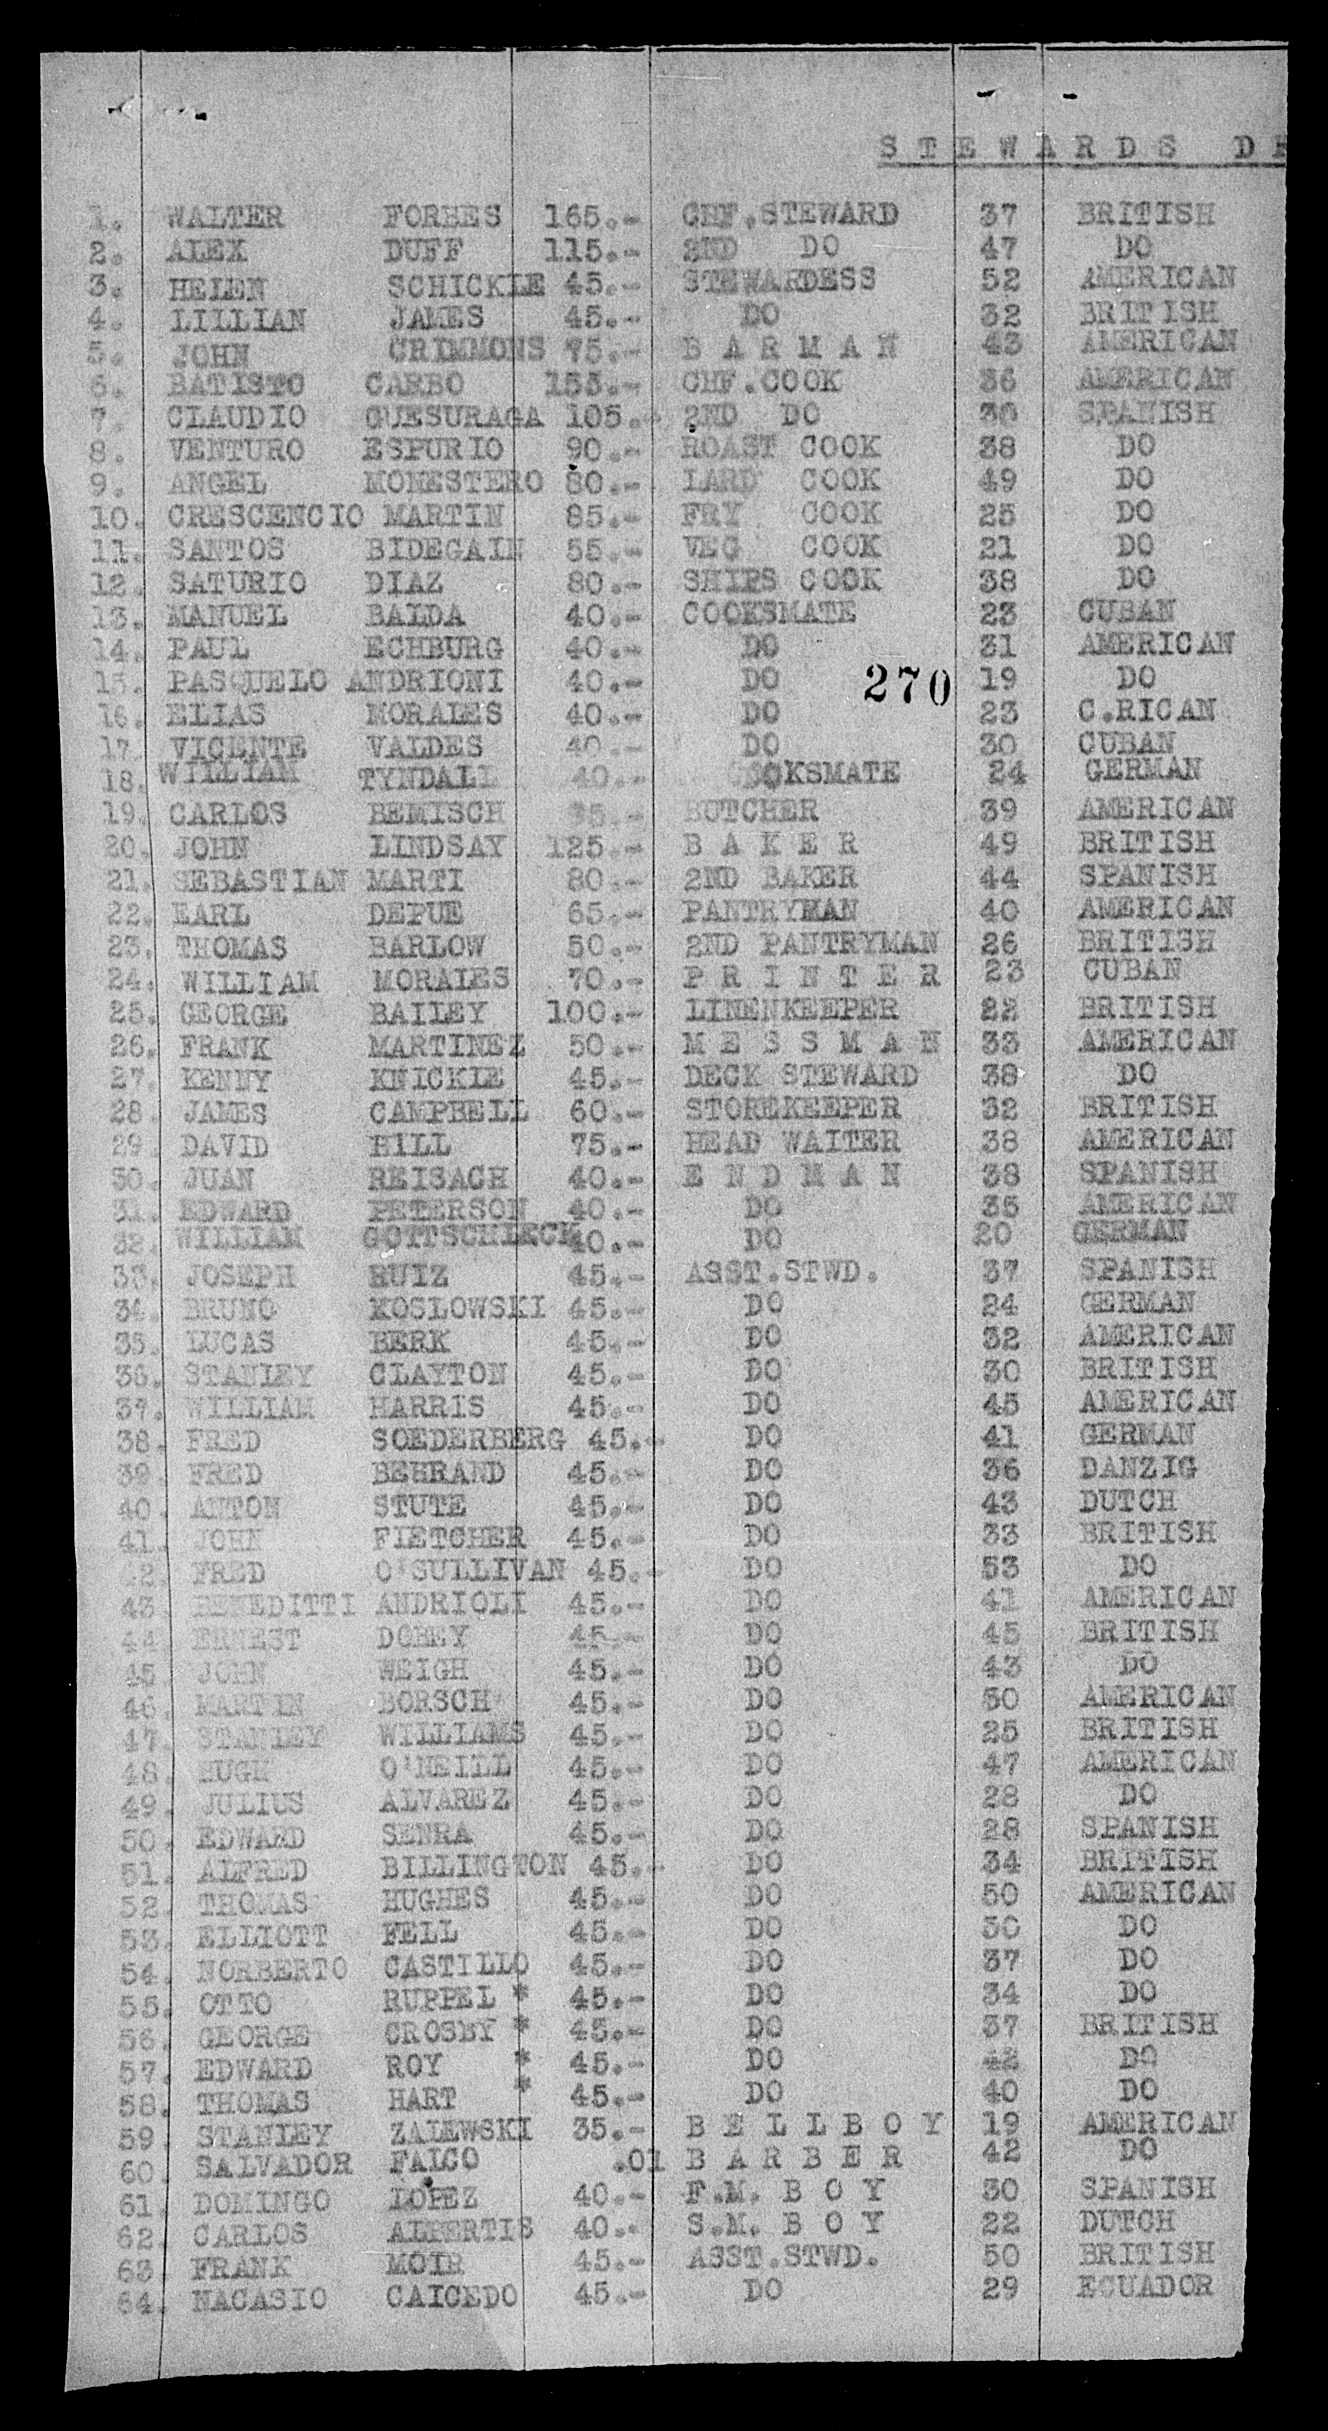 STEWARDS
1. WALTER FORBES 165.- CHF.STEWARD 37 BRITISH
2. ALEX DUFF 115.- 2ND DO 47 DO
3. HELEN SCHICKLE 45.- STEWARDESS 52 AMERICAN
4. LILLIAN JAMES 45.- DO 32 BRITISH
5. JOHN CRIMMONS 75.- BARMAN 43 AMERICAN
6. BATISTO CARBO CHF.COOK 36 AMERICAN
7. CLAUDIO GUESURAGA 105.- 2ND DO 30 SPANISH
8. VENTURO ESPURIO 90.- ROAST COOK 38 DO
9. ANGEL MONESTERO 80.- LARD COOK 49 DO
10. CRESCENCIO MARTIN 85.- FRY COOK 25 DO
11. SANTOS BIDEGAIN 55.- VEG COOK 21 DO
12. SATURIO DIAZ 80.- SHIPS COOK 38 DO
13. MANUEL BALDA 40.- COOKSMATE 23 CUBAN
14. PAUL ECHBURG 40.- DO 31 AMERICAN
15. PASQUELO ANDRIONI 40.- DO 270 19 DO
16. ELIAS MORALES 40.- DO 23 C.RICAN
17. VICENTE VALDES 40.- DO 30 CUBAN
18. WILLIAM TYNDALL 40.- COOKSMATE 24 GERMAN
19. CARLOS BEMISCH BUTCHER 39 AMERICAN
20. JOHN LINDSAY 125.- BAKER 49 BRITISH
21. SEBASTIAN MARTI 80.- 2ND BAKER 44 SPANISH
22. EARL DEPUE 65.- PANTRYMAN 40 AMERICAN
23. THOMAS BARLOW 50.- 2ND PANTRYMAN 26 BRITISH
24. WILLIAM MORALES 70.- PRINTER 23 CUBAN
25. GEORGE BAILEY 100.- LINENKEEPER 22 BRITISH
26. FRANK MARTINEZ 50.- MESSMAN 33 AMERICAN
27. KENNY KNICKLE 45.- DECK STEWARD 38 DO
28. JAMES CAMPBELL 60.- STOREKEEPER 32 BRITISH
29. DAVID HILL 75.- HEAD WAITER 38 AMERICAN
30. JUAN REISACH 40.- ENDMAN 38 SPANISH
31. EDWARD PETERSON 40.- DO 35 AMERICAN
32. WILLIAM GOTTSCHLECK 40.- DO 20 GERMAN
33. JOSEPH RUIZ 45.- ASST.STWD. 37 SPANISH
34. BRUNO KOSLOWSKI 45.- DO 24 GERMAN
35. LUCAS BERK 45.- DO 32 AMERICAN
36. STANLEY CLAYTON 45.- DO 30 BRITISH
37. WILLIAM HARRIS 45.- DO 45 AMERICAN
38. FRED SOEDERBERG 45.- DO 41 GERMAN
39. FRED BEHRAND 45.- DO 36 DANZIG
40. ANTON STUTE 45.- DO 43 DUTCH
41. JOHN FLETCHER 45.- DO 33 BRITISH
42. FRED O'SULLIVAN 45.- DO 53 DO
43. BENEDITTI ANDRIOLI 45.- DO 41 AMERICAN
44. ERNEST DOBEY 45.- DO 45 BRITISH
45. JOHN WEIGH 45.- DO 43 DO
46. MARTIN BORSCH 45.- DO 50 AMERICAN
47. STANLEY WILLIAMS 45.- DO 25 BRITISH
48. HUGH O'NEILL 45.- DO 47 AMERICAN
49. JULIUS ALVAREZ 45.- DO 28 DO
50. EDWARD SENRA 45.- DO 28 SPANISH
51. ALFRED BILLINGTON 45.- DO 34 BRITISH
52. THOMAS HUGHES 45.- DO 50 AMERICAN
53. ELLIOTT FELL 45.- DO 30 DO
54. NORBERTO CASTILLO 45.- DO 37 DO
55. OTTO RUPPEL * 45.- DO 34 DO
56. GEORGE CROSBY * 45.- DO 37 BRITISH
57. EDWARD ROY * 45.- DO 42 DO
58. THOMAS HART * 45.- DO 40 DO
59. STANLEY ZALEWSKI 35.- BELLBOY 19 AMERICAN
60. SALVADOR FALCO .01 BARBER 42 DO
61. DOMINGO LOPEZ 40.- F.M. BOY 30 SPANISH
62. CARLOS ALPERTIS 40.- S.M. BOY 22 DUTCH
63. FRANK MOIR 45.- ASST.STWD. 50 BRITISH
64. NACASIO CAICEDO 45.- DO 29 ECUADOR